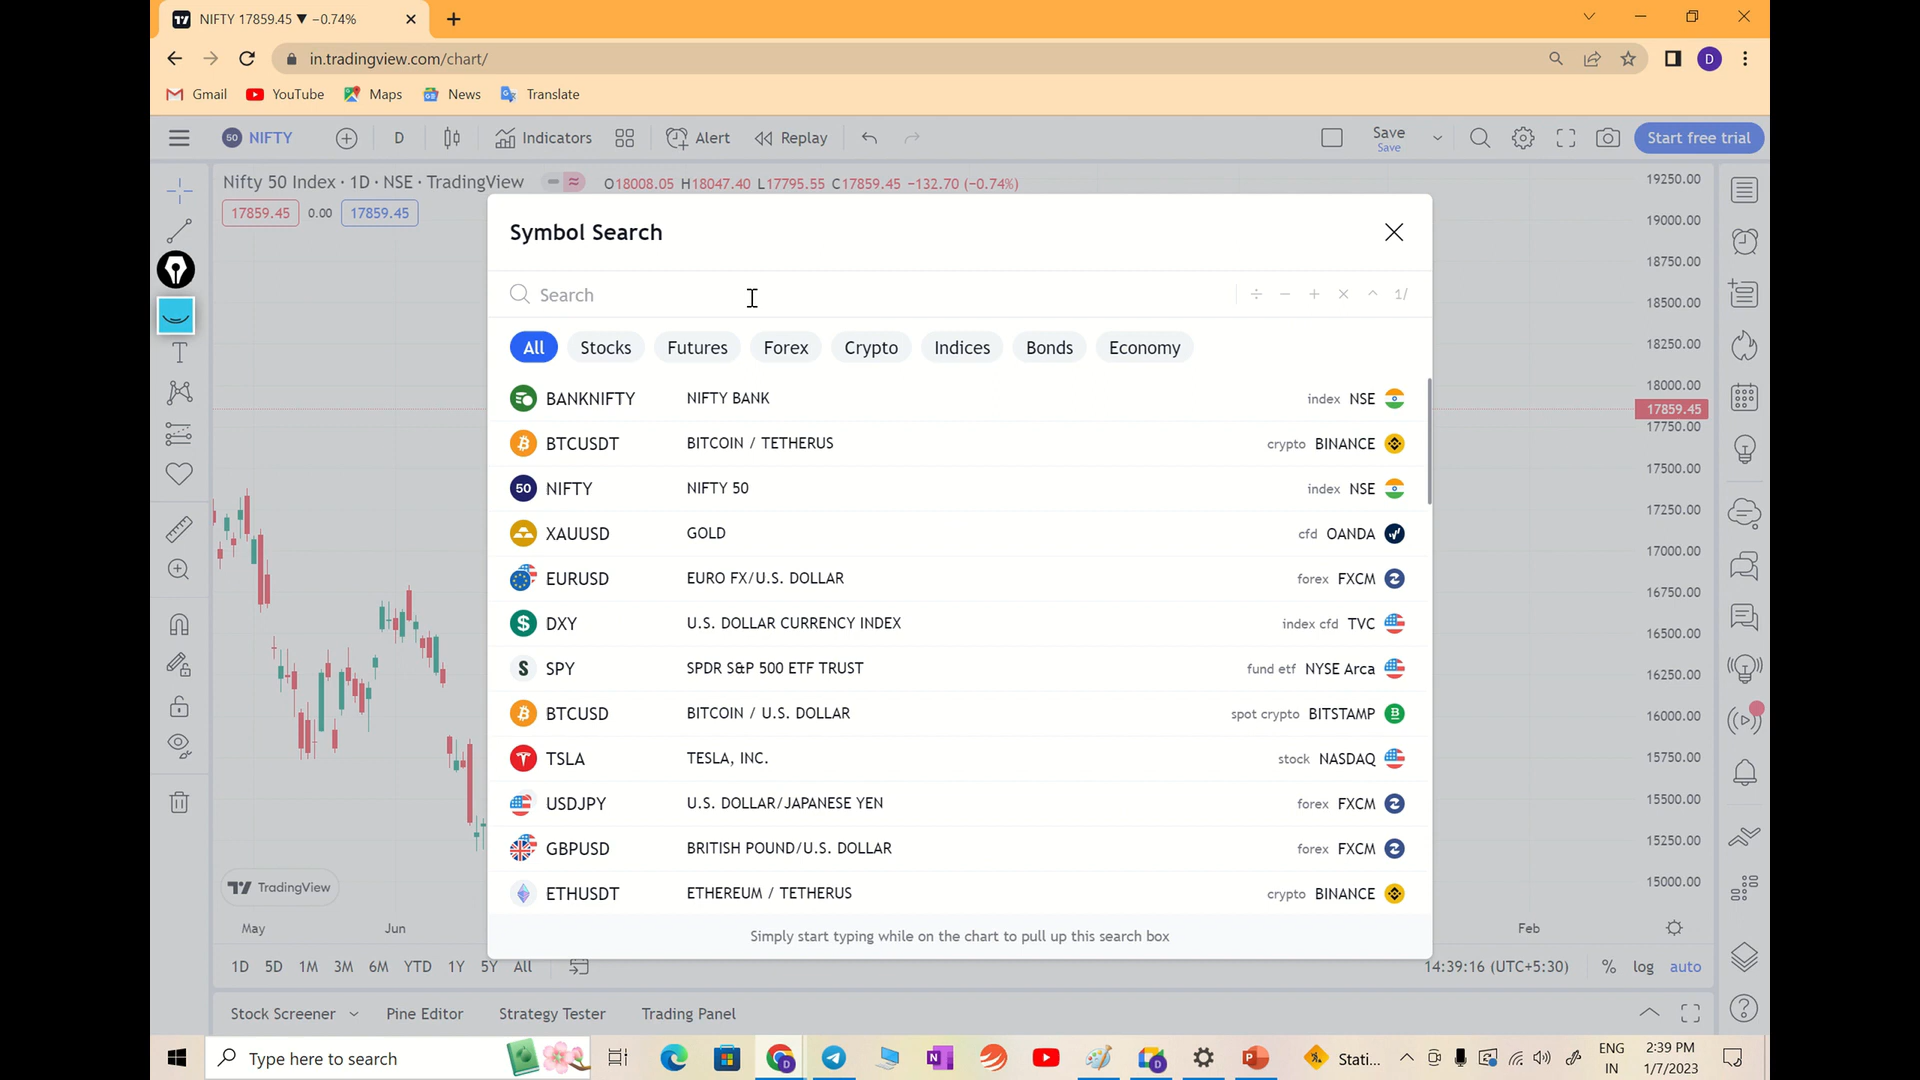 NIFTY 17859.45 ▼ −0.74%
in.tradingview.com/chart/
D
Gmail
YouTube
Maps
News
Translate
50 NIFTY
D
Indicators
Alert
Replay
Save
Save
Start free trial
Nifty 50 Index · 1D · NSE · TradingView
O18008.05 H18047.40 L17795.55 C17859.45 −132.70 (−0.74%)
17859.45 0.00 17859.45
Symbol Search
Search
÷ − + × ^ 1/
All Stocks Futures Forex Crypto Indices Bonds Economy
BANKNIFTY NIFTY BANK index NSE
BTCUSDT BITCOIN / TETHERUS crypto BINANCE
50 NIFTY NIFTY 50 index NSE
XAUUSD GOLD cfd OANDA
EURUSD EURO FX/U.S. DOLLAR forex FXCM
DXY U.S. DOLLAR CURRENCY INDEX index cfd TVC
S SPY SPDR S&P 500 ETF TRUST fund etf NYSE Arca
BTCUSD BITCOIN / U.S. DOLLAR spot crypto BITSTAMP
TSLA TESLA, INC. stock NASDAQ
USDJPY U.S. DOLLAR/JAPANESE YEN forex FXCM
GBPUSD BRITISH POUND/U.S. DOLLAR forex FXCM
ETHUSDT ETHEREUM / TETHERUS crypto BINANCE
Simply start typing while on the chart to pull up this search box
19250.00
19000.00
18750.00
18500.00
18250.00
18000.00
17859.45
17750.00
17500.00
17250.00
17000.00
16750.00
16500.00
16250.00
16000.00
15750.00
15500.00
15250.00
15000.00
TradingView
May Jun Feb
1D 5D 1M 3M 6M YTD 1Y 5Y All
14:39:16 (UTC+5:30) % log auto
Stock Screener Pine Editor Strategy Tester Trading Panel
Type here to search
Stati...
ENG
IN
2:39 PM
1/7/2023